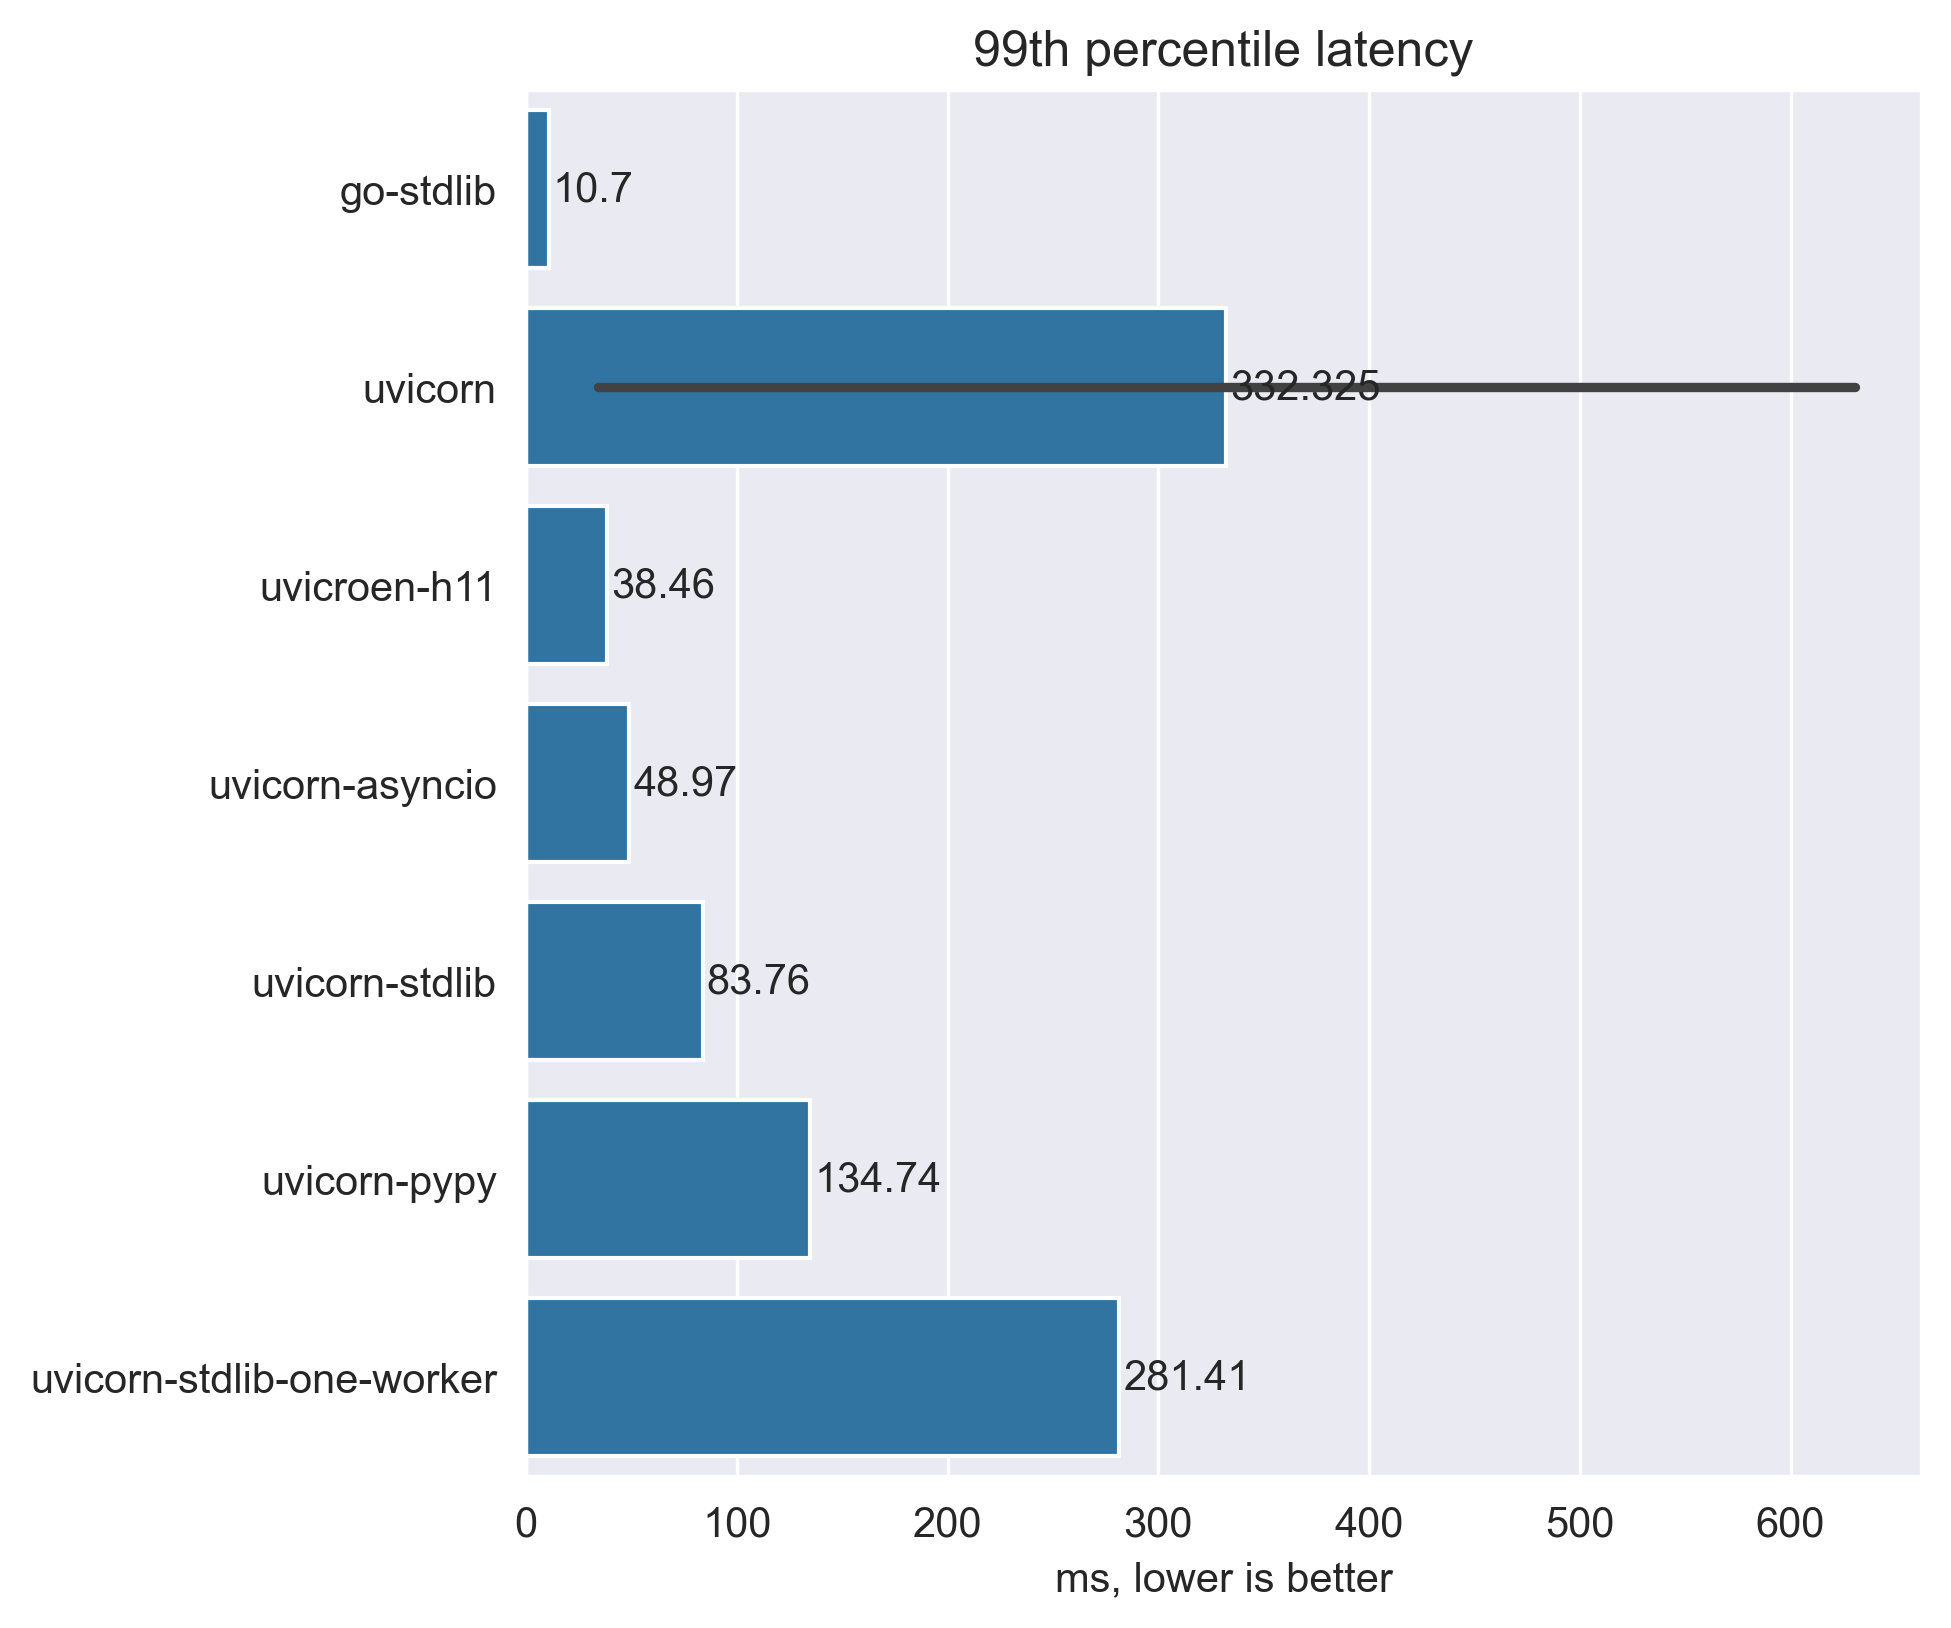 99th percentile latency
go-stdlib 10.7
uvicorn 332.325
uvicroen-h11 38.46
uvicorn-asyncio 48.97
uvicorn-stdlib 83.76
uvicorn-pypy 134.74
uvicorn-stdlib-one-worker 281.41
0 100 200 300 400 500 600
ms, lower is better